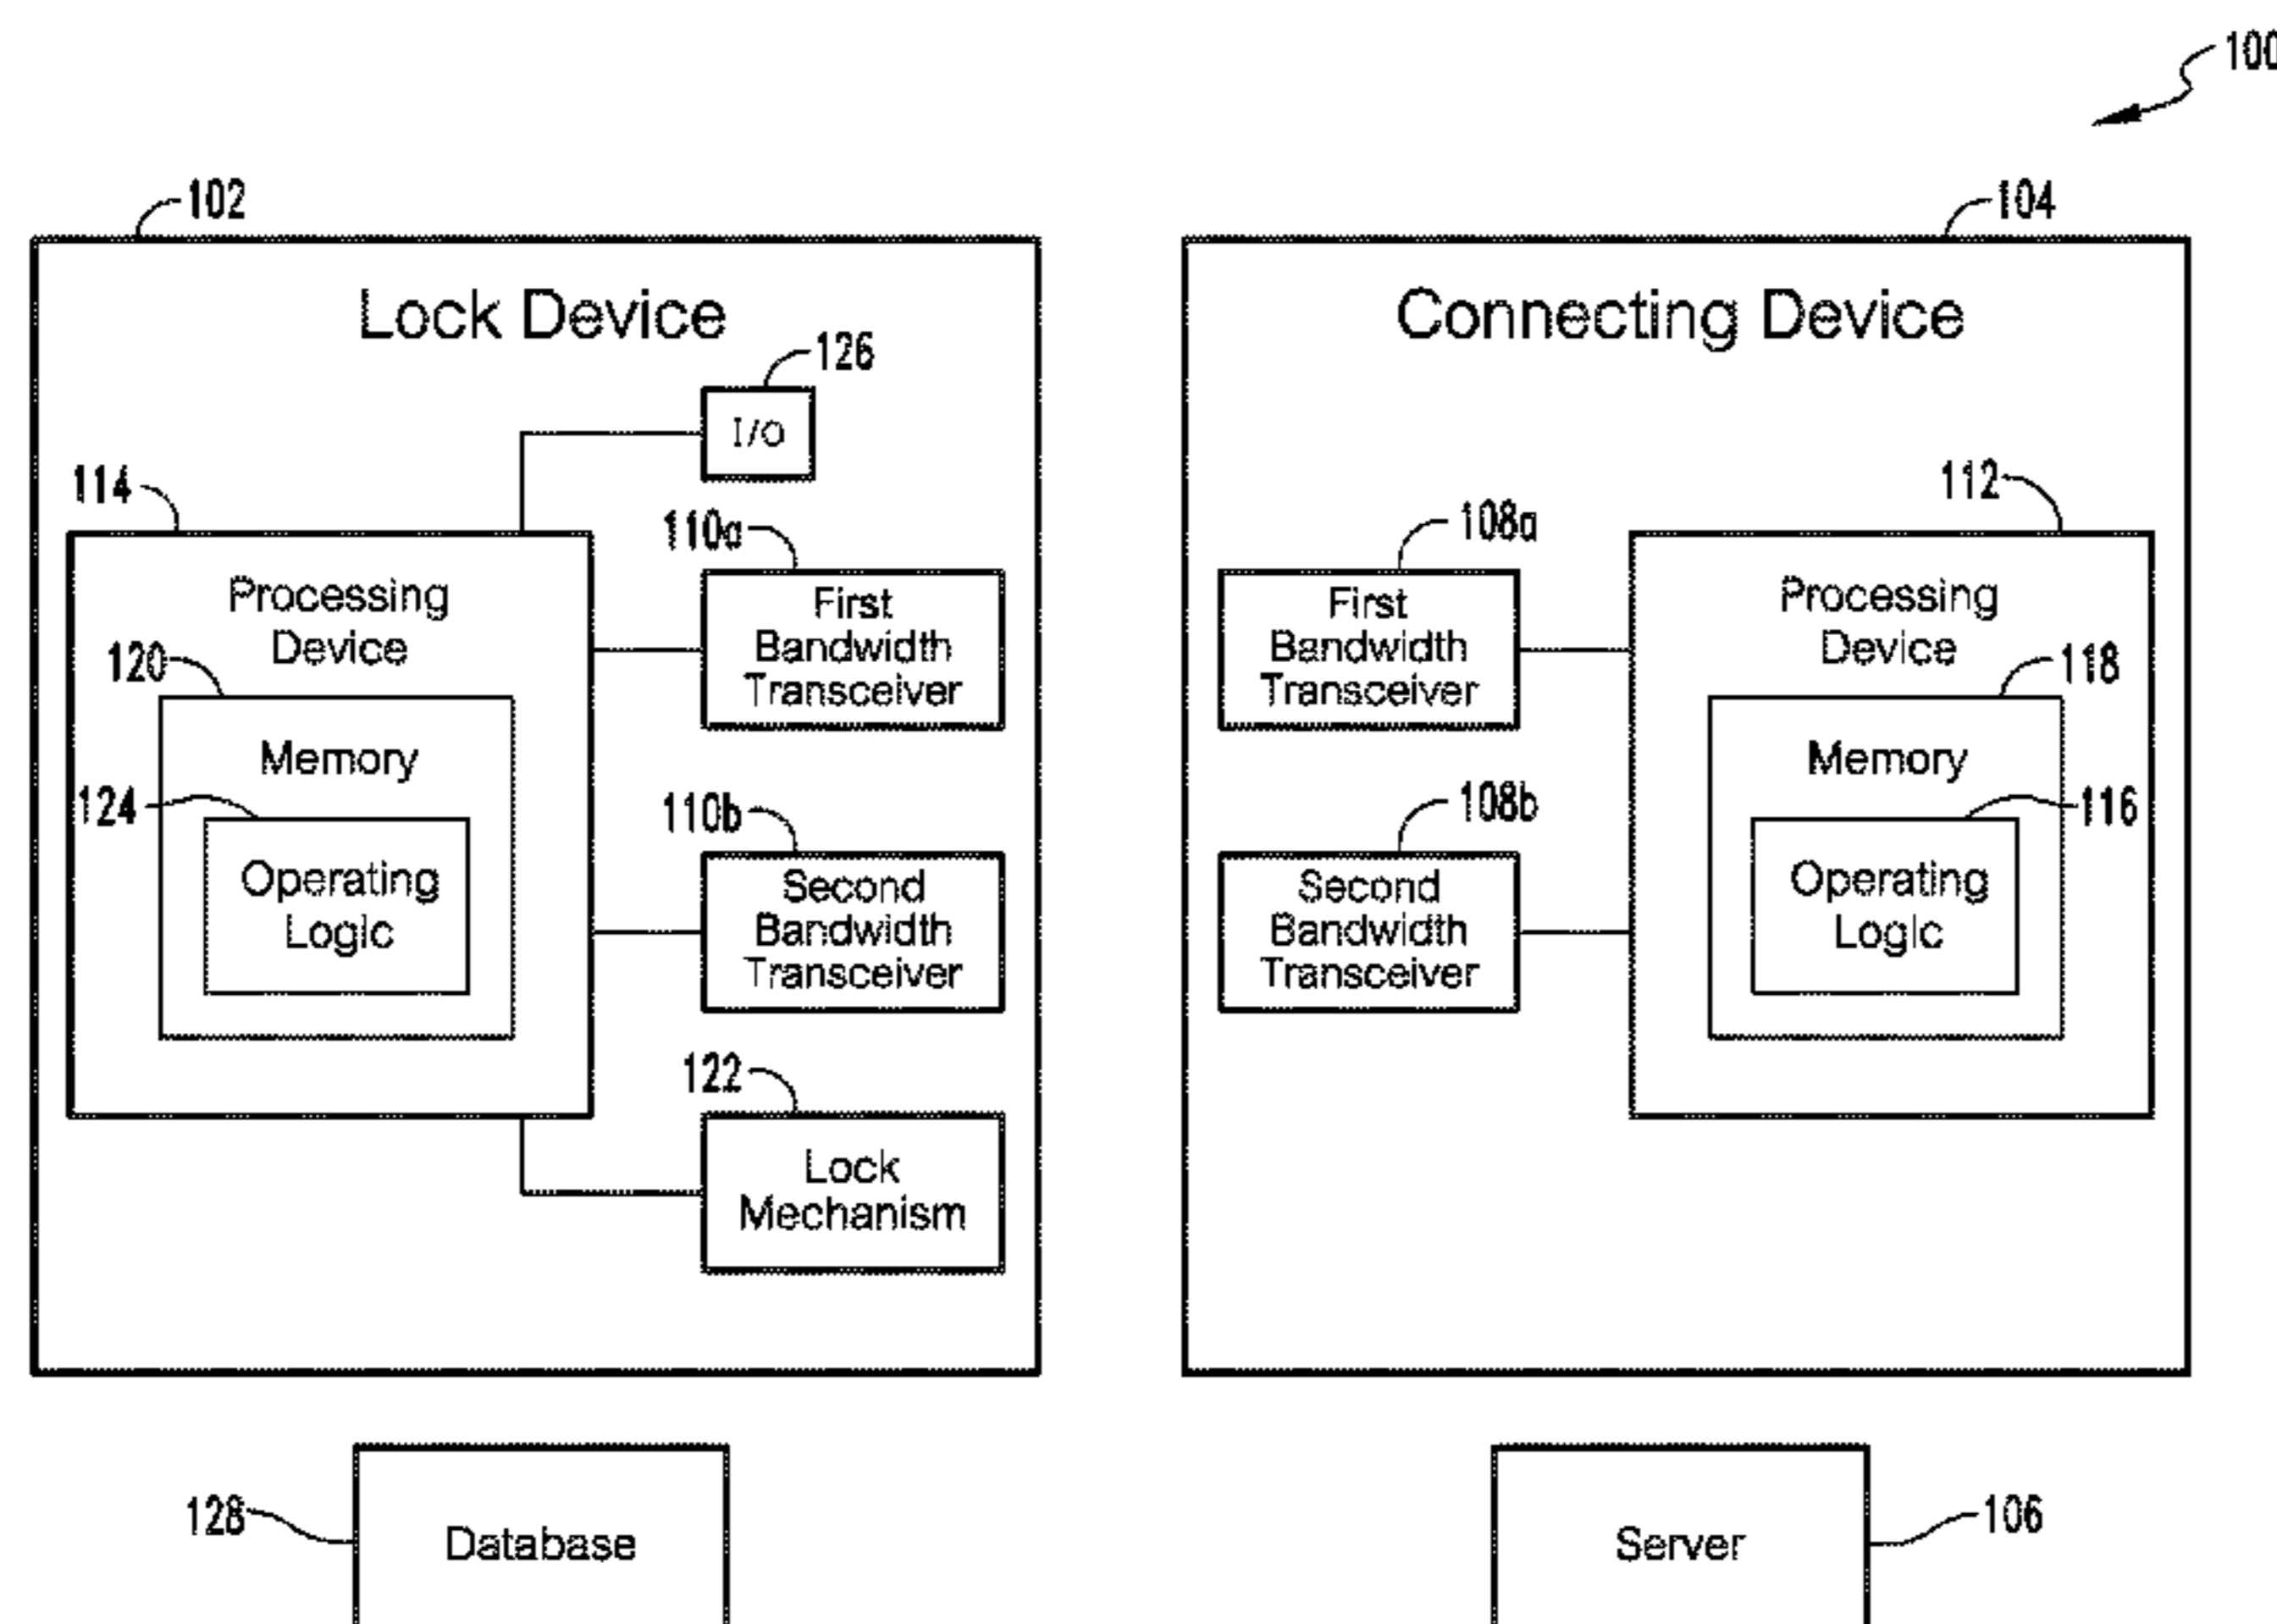 100
102
104
Lock Device
Connecting Device
126
I/O
114
112
110a
108a
Processing
Device
First
Bandwidth
Transceiver
First
Bandwidth
Transceiver
Processing
Device
120
118
Memory
Memory
124
110b
108b
116
Operating
Logic
Second
Bandwidth
Transceiver
Second
Bandwidth
Transceiver
Operating
Logic
122
Lock
Mechanism
128
Database
Server
106